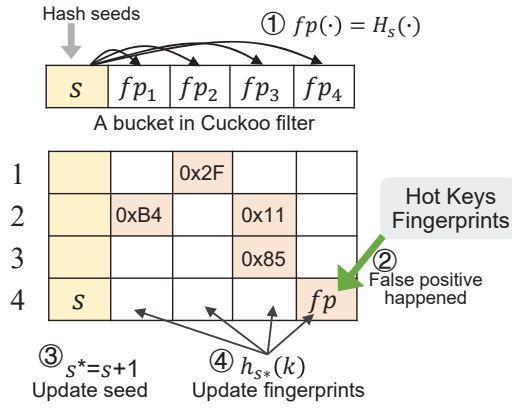 Hash seeds
① fp(·) = H_s(·)
s fp_1 fp_2 fp_3 fp_4
A bucket in Cuckoo filter
1 0x2F
2 0xB4 0x11
3 0x85
4 s fp
Hot Keys
Fingerprints
②
False positive
happened
③ s*=s+1
Update seed
④ h_{s*}(k)
Update fingerprints